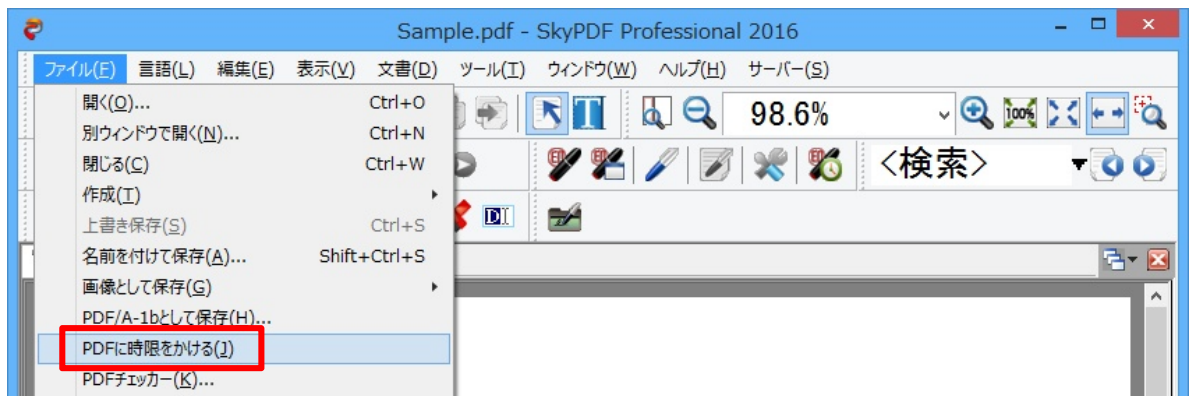 Sample.pdf - SkyPDF Professional 2016
ファイル(F) 言語(L) 編集(E) 表示(V) 文書(D) ツール(T) ウィンドウ(W) ヘルプ(H) サーバー(S)
開く(O)... Ctrl+O
98.6% 100%
別ウィンドウで開く(N)... Ctrl+N
閉じる(C) Ctrl+W
<検索>
作成(T)
上書き保存(S) Ctrl+S
名前を付けて保存(A)... Shift+Ctrl+S
画像として保存(G)
PDF/A-1bとして保存(H)...
PDFに時限をかける(J)
PDFチェッカー(K)...